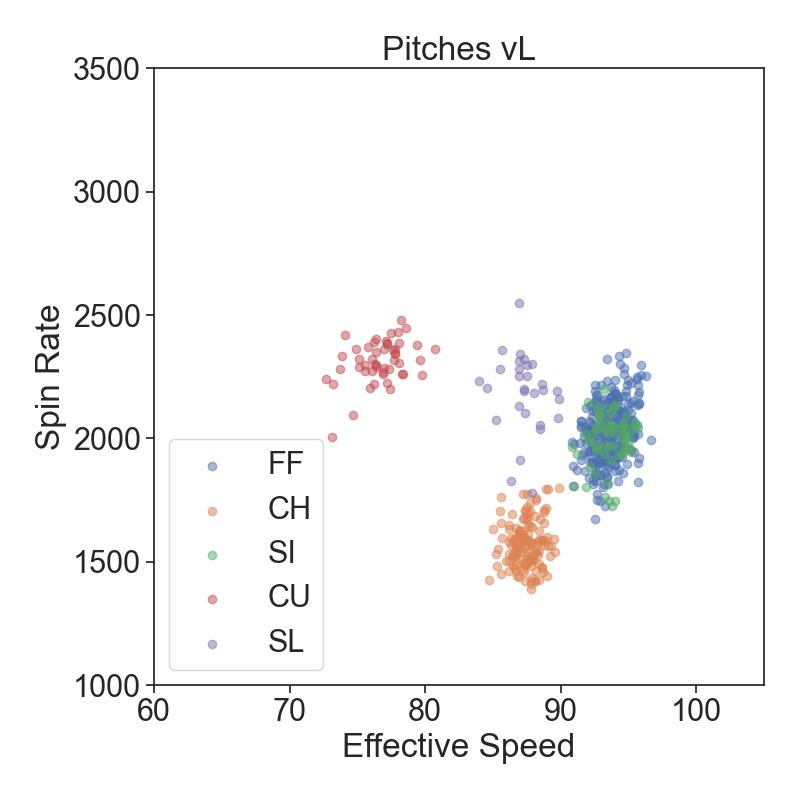 Pitches vL
3500
3000
2500
2000
1500
1000
Spin Rate
FF
CH
SI
CU
SL
60 70 80 90 100
Effective Speed